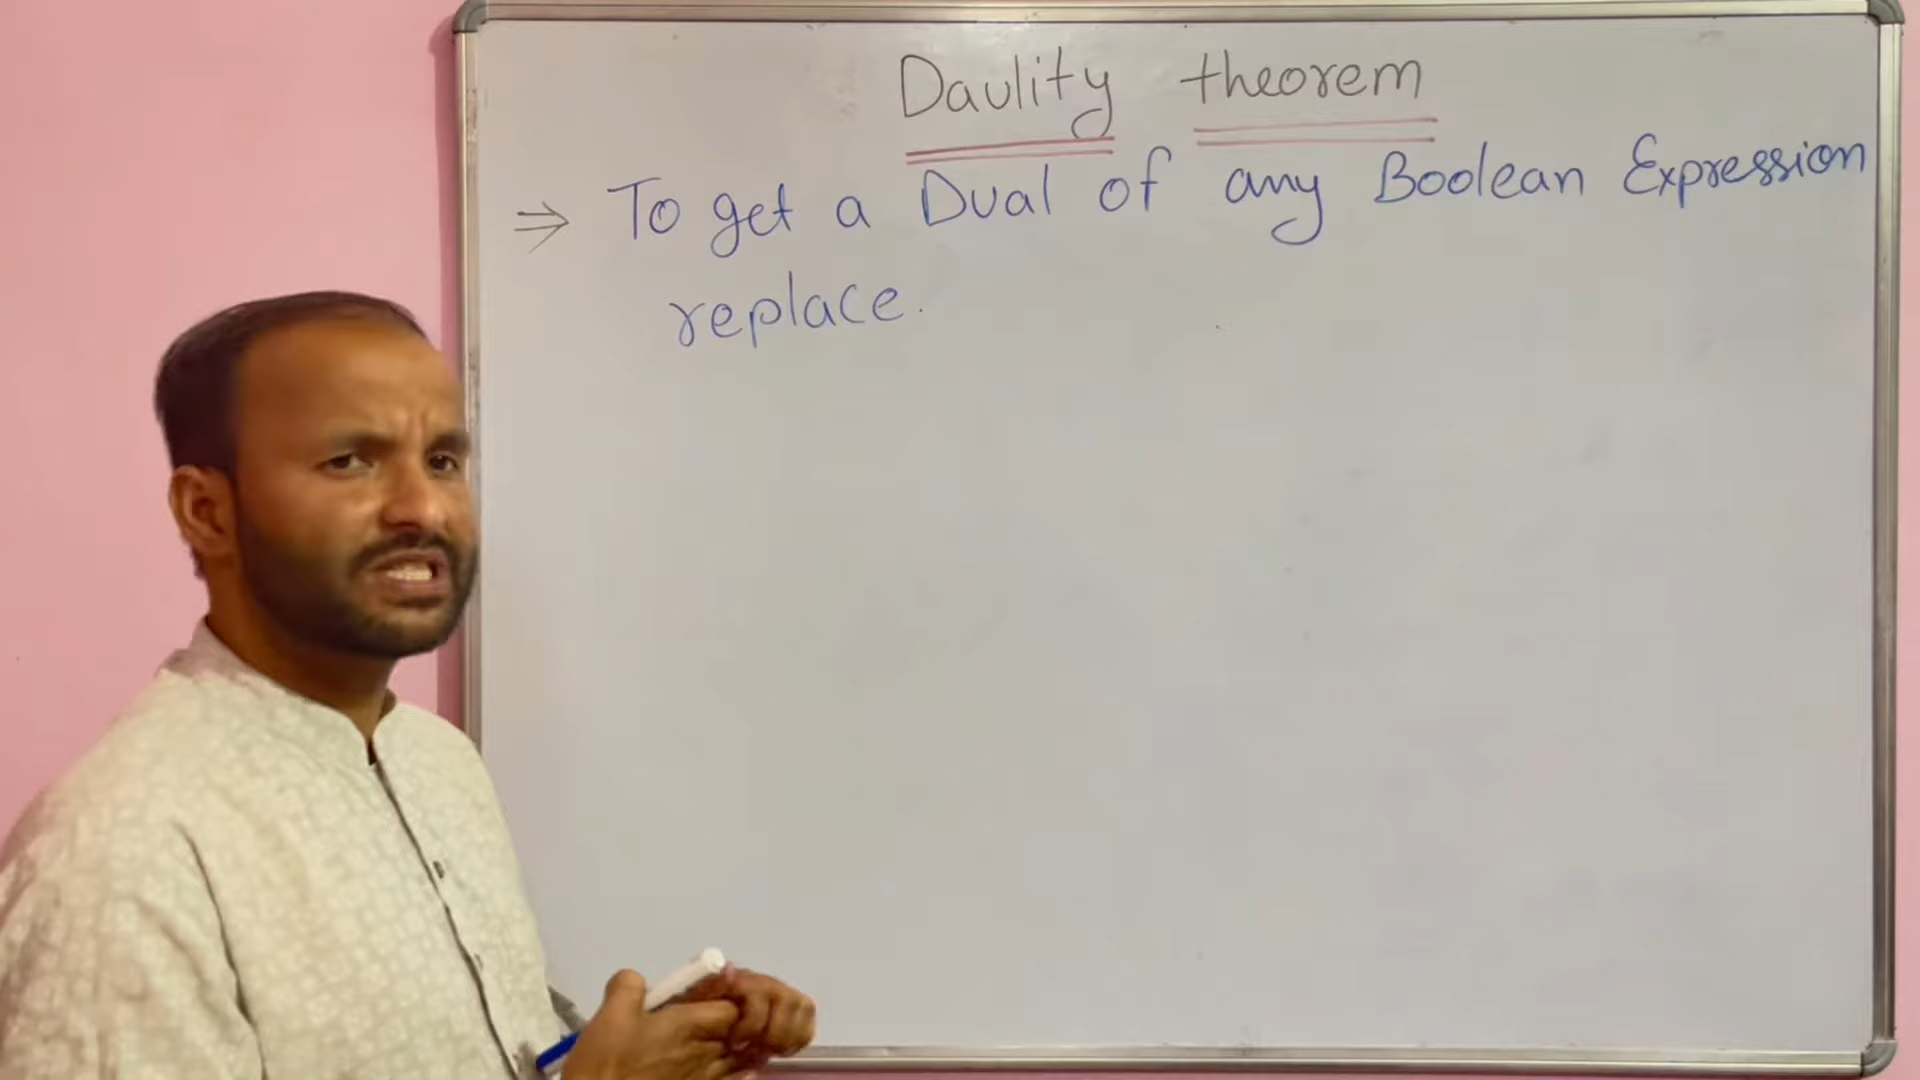 Daulity theorem
⇒ To get a Dual of any Boolean Expression
replace.